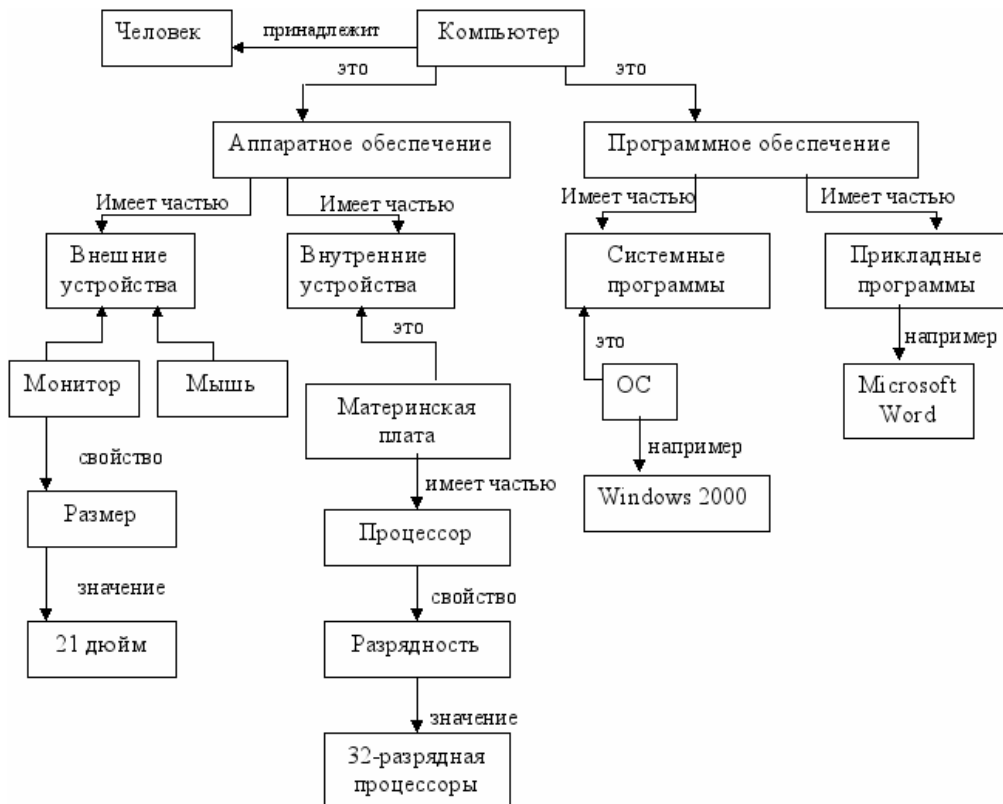 Человек
принадлежит
Компьютер
это
это
Аппаратное обеспечение
Программное обеспечение
Имеет частью
Имеет частью
Имеет частью
Имеет частью
Внешние
устройства
Внутренние
устройства
Системные
программы
Прикладные
программы
это
это
например
Монитор
Мышь
ОС
Microsoft
Word
Материнская
плата
свойство
например
имеет частью
Размер
Windows 2000
Процессор
значение
свойство
21 дюйм
Разрядность
значение
32-разрядная
процессоры